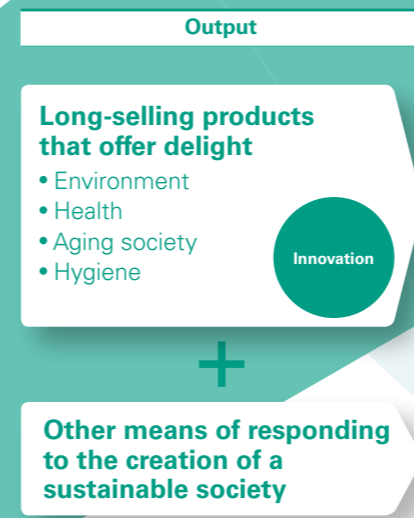 Output
Long-selling products
that offer delight
• Environment
• Health
• Aging society
• Hygiene
Innovation
+
Other means of responding
to the creation of a
sustainable society